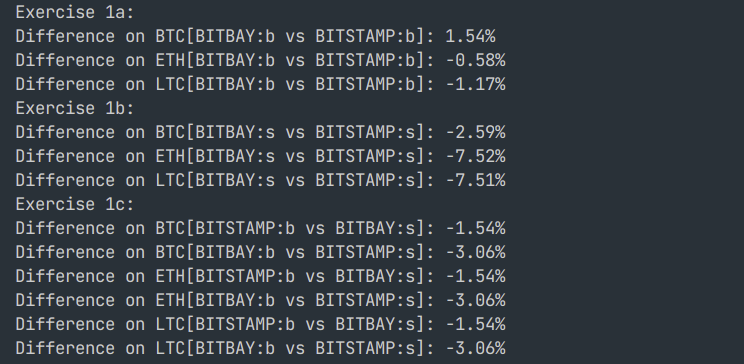 Exercise 1a:
Difference on BTC[BITBAY:b vs BITSTAMP:b]: 1.54%
Difference on ETH[BITBAY:b vs BITSTAMP:b]: -0.58%
Difference on LTC[BITBAY:b vs BITSTAMP:b]: -1.17%
Exercise 1b:
Difference on BTC[BITBAY:s vs BITSTAMP:s]: -2.59%
Difference on ETH[BITBAY:s vs BITSTAMP:s]: -7.52%
Difference on LTC[BITBAY:s vs BITSTAMP:s]: -7.51%
Exercise 1c:
Difference on BTC[BITSTAMP:b vs BITBAY:s]: -1.54%
Difference on BTC[BITBAY:b vs BITSTAMP:s]: -3.06%
Difference on ETH[BITSTAMP:b vs BITBAY:s]: -1.54%
Difference on ETH[BITBAY:b vs BITSTAMP:s]: -3.06%
Difference on LTC[BITSTAMP:b vs BITBAY:s]: -1.54%
Difference on LTC[BITBAY:b vs BITSTAMP:s]: -3.06%